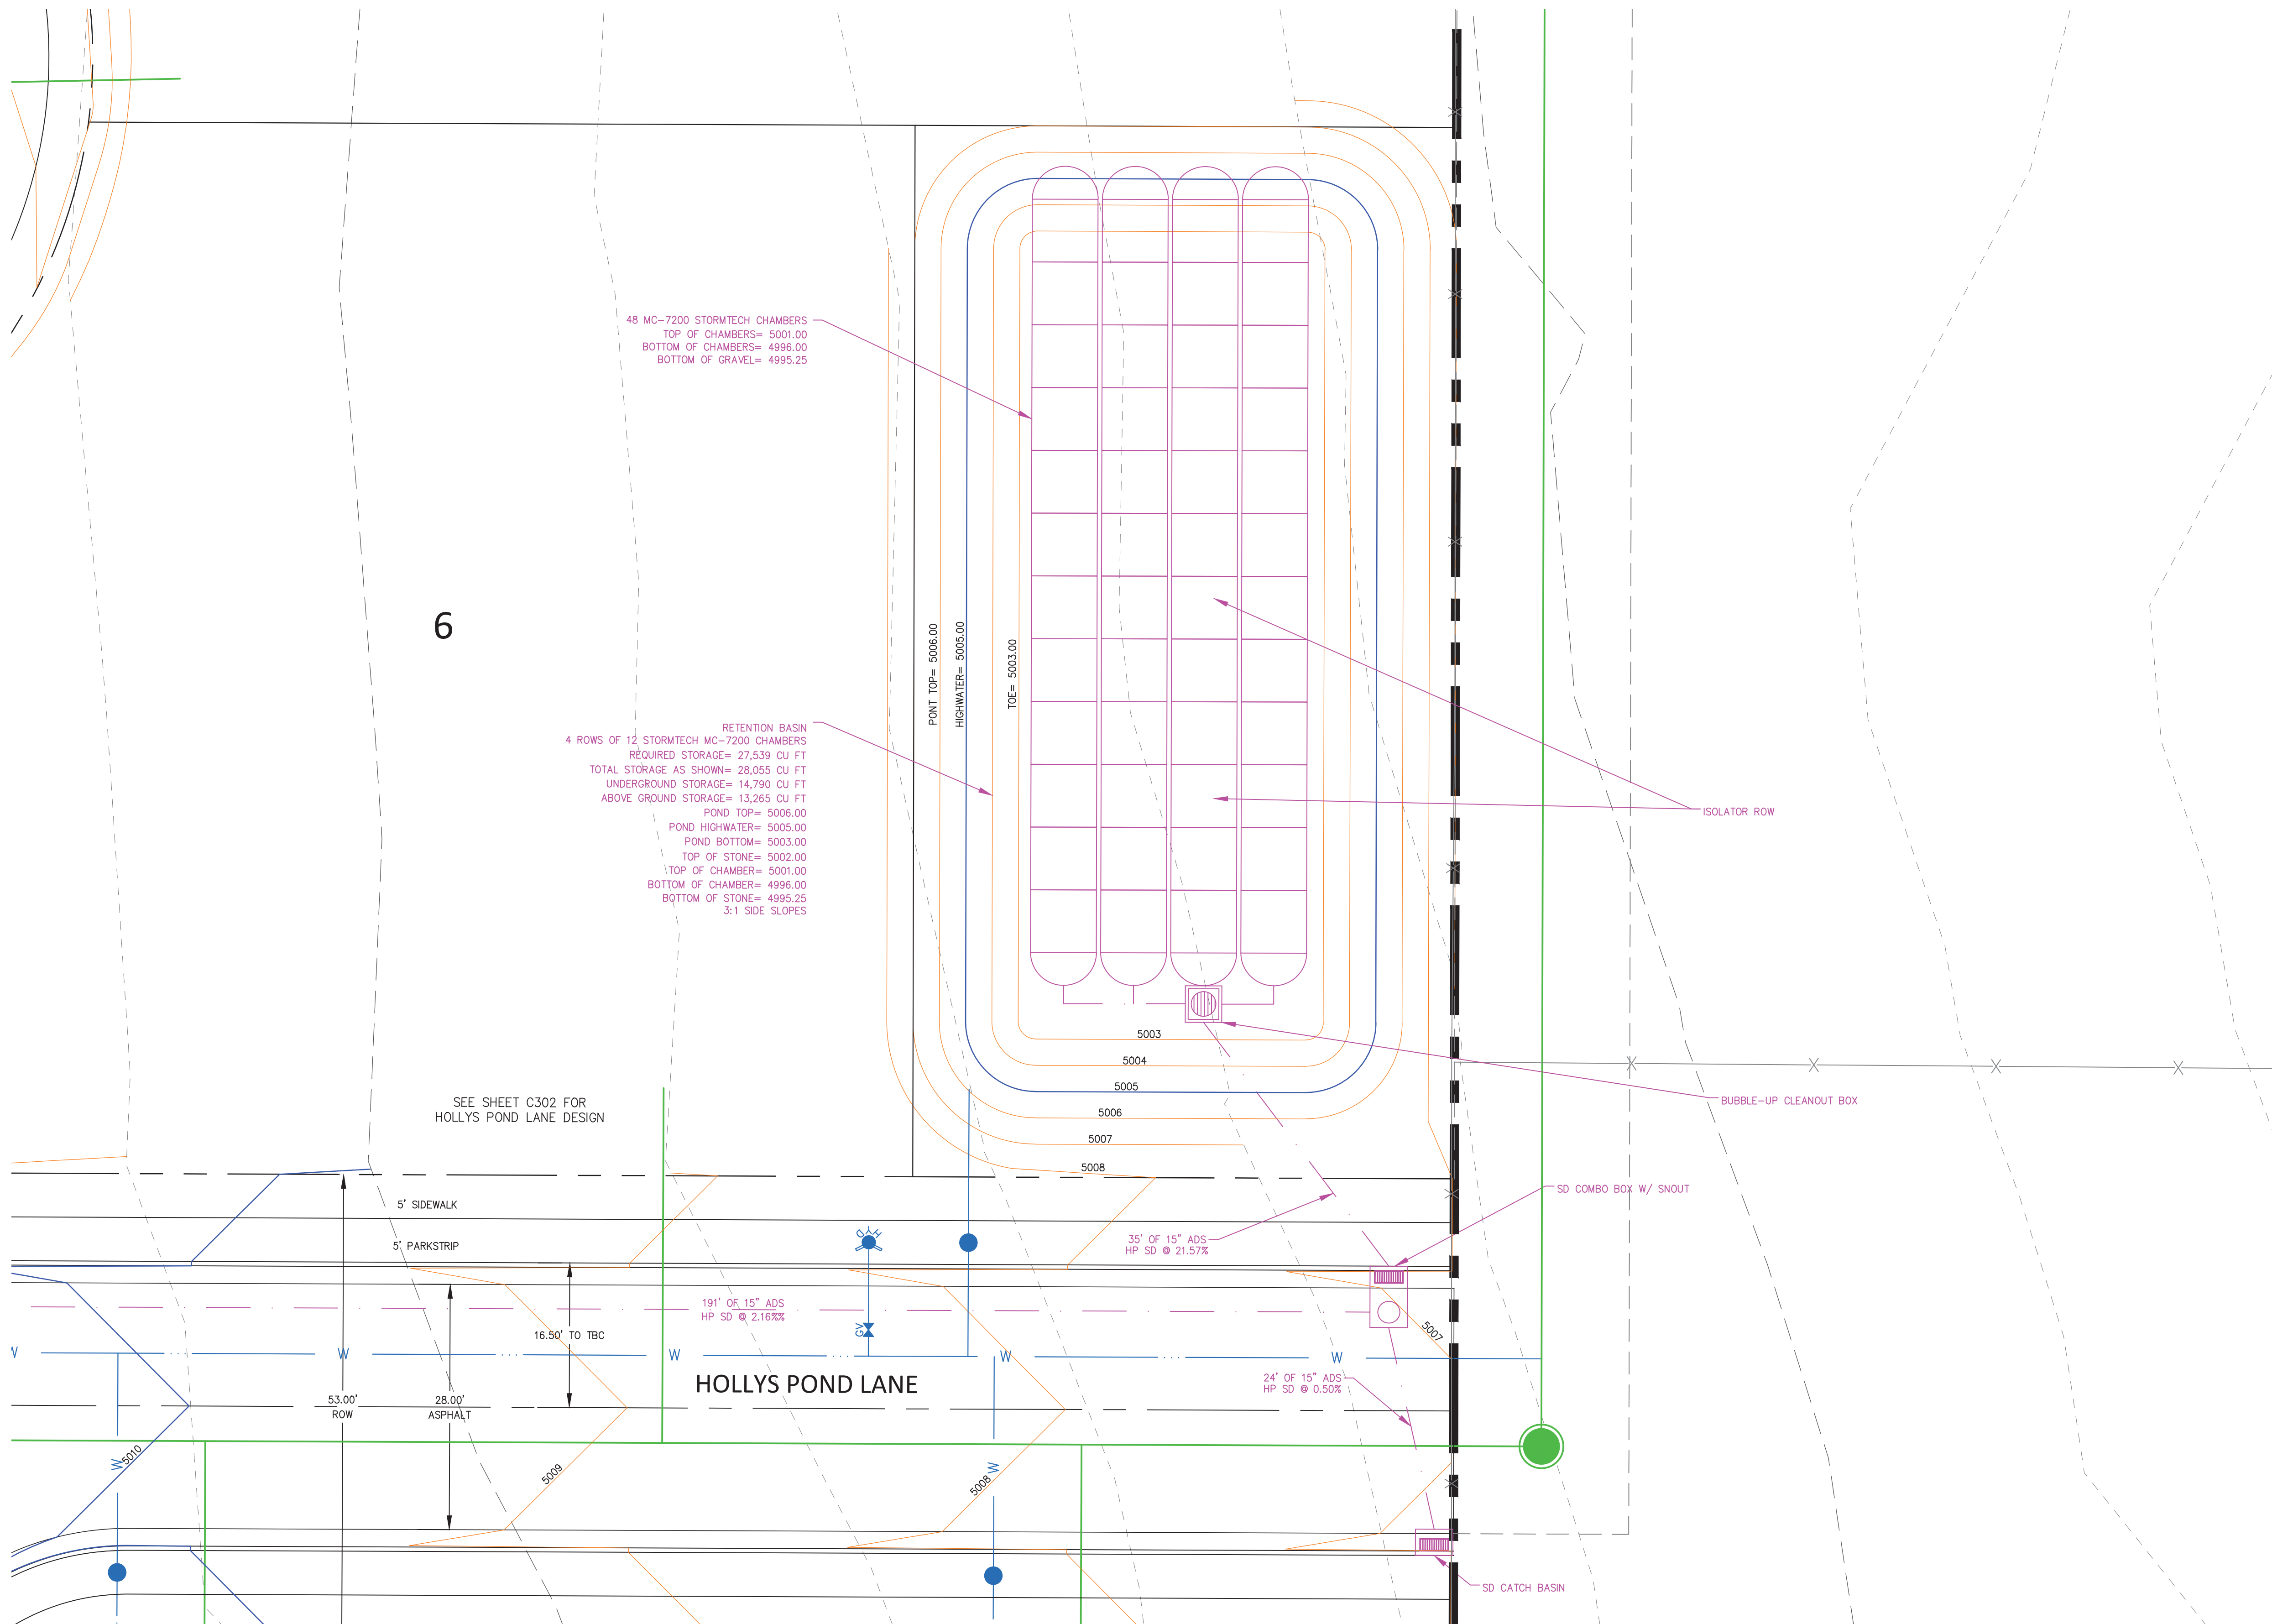 48 MC-7200 STORMTECH CHAMBERS
TOP OF CHAMBERS= 5001.00
BOTTOM OF CHAMBERS= 4996.00
BOTTOM OF GRAVEL= 4995.25
6
PONT TOP= 5006.00
HIGHWATER= 5005.00
TOE= 5003.00
RETENTION BASIN
4 ROWS OF 12 STORMTECH MC-7200 CHAMBERS
REQUIRED STORAGE= 27,539 CU FT
TOTAL STORAGE AS SHOWN= 28,055 CU FT
UNDERGROUND STORAGE= 14,790 CU FT
ABOVE GROUND STORAGE= 13,265 CU FT
POND TOP= 5006.00
POND HIGHWATER= 5005.00
POND BOTTOM= 5003.00
TOP OF STONE= 5002.00
TOP OF CHAMBER= 5001.00
BOTTOM OF CHAMBER= 4996.00
BOTTOM OF STONE= 4995.25
3:1 SIDE SLOPES
ISOLATOR ROW
5003
5004
5005
5006
5007
5008
BUBBLE-UP CLEANOUT BOX
SEE SHEET C302 FOR
HOLLYS POND LANE DESIGN
SD COMBO BOX W/ SNOUT
5' SIDEWALK
5' PARKSTRIP
HYD
35' OF 15" ADS
HP SD @ 21.57%
191' OF 15" ADS
HP SD @ 2.16%%
GV
16.50' TO TBC
5007
W
W
W
W
W
HOLLYS POND LANE
24' OF 15" ADS
HP SD @ 0.50%
53.00'
ROW
28.00'
ASPHALT
5010
W
5009
5008
W
SD CATCH BASIN